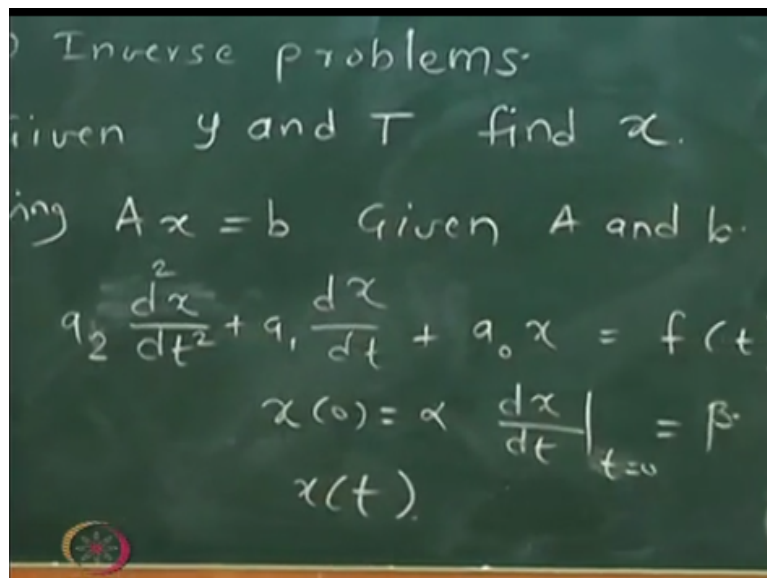 ) Inverse problems.
iiven y and T find x.
ing Ax = b Given A and b.
a₂ d²x/dt² + a₁ dx/dt + a₀ x = f(t
x(0) = α dx/dt |t=0 = β.
x(t).